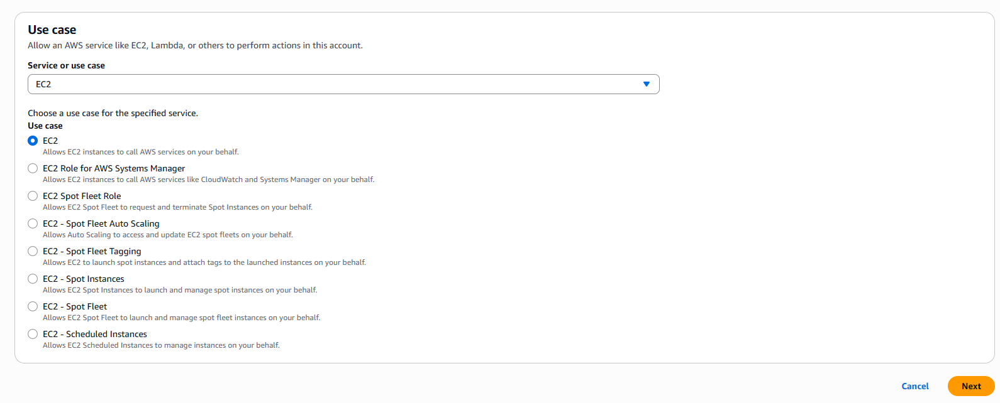 Use case
Allow an AWS service like EC2, Lambda, or others to perform actions in this account.
Service or use case
EC2
Choose a use case for the specified service.
Use case
EC2
Allows EC2 instances to call AWS services on your behalf.
EC2 Role for AWS Systems Manager
Allows EC2 instances to call AWS services like CloudWatch and Systems Manager on your behalf.
EC2 Spot Fleet Role
Allows EC2 Spot Fleet to request and terminate Spot Instances on your behalf.
EC2 - Spot Fleet Auto Scaling
Allows Auto Scaling to access and update EC2 spot fleets on your behalf.
EC2 - Spot Fleet Tagging
Allows EC2 to launch spot instances and attach tags to the launched instances on your behalf.
EC2 - Spot Instances
Allows EC2 Spot Instances to launch and manage spot instances on your behalf.
EC2 - Spot Fleet
Allows EC2 Spot Fleet to launch and manage spot fleet instances on your behalf.
EC2 - Scheduled Instances
Allows EC2 Scheduled Instances to manage instances on your behalf.
Cancel Next